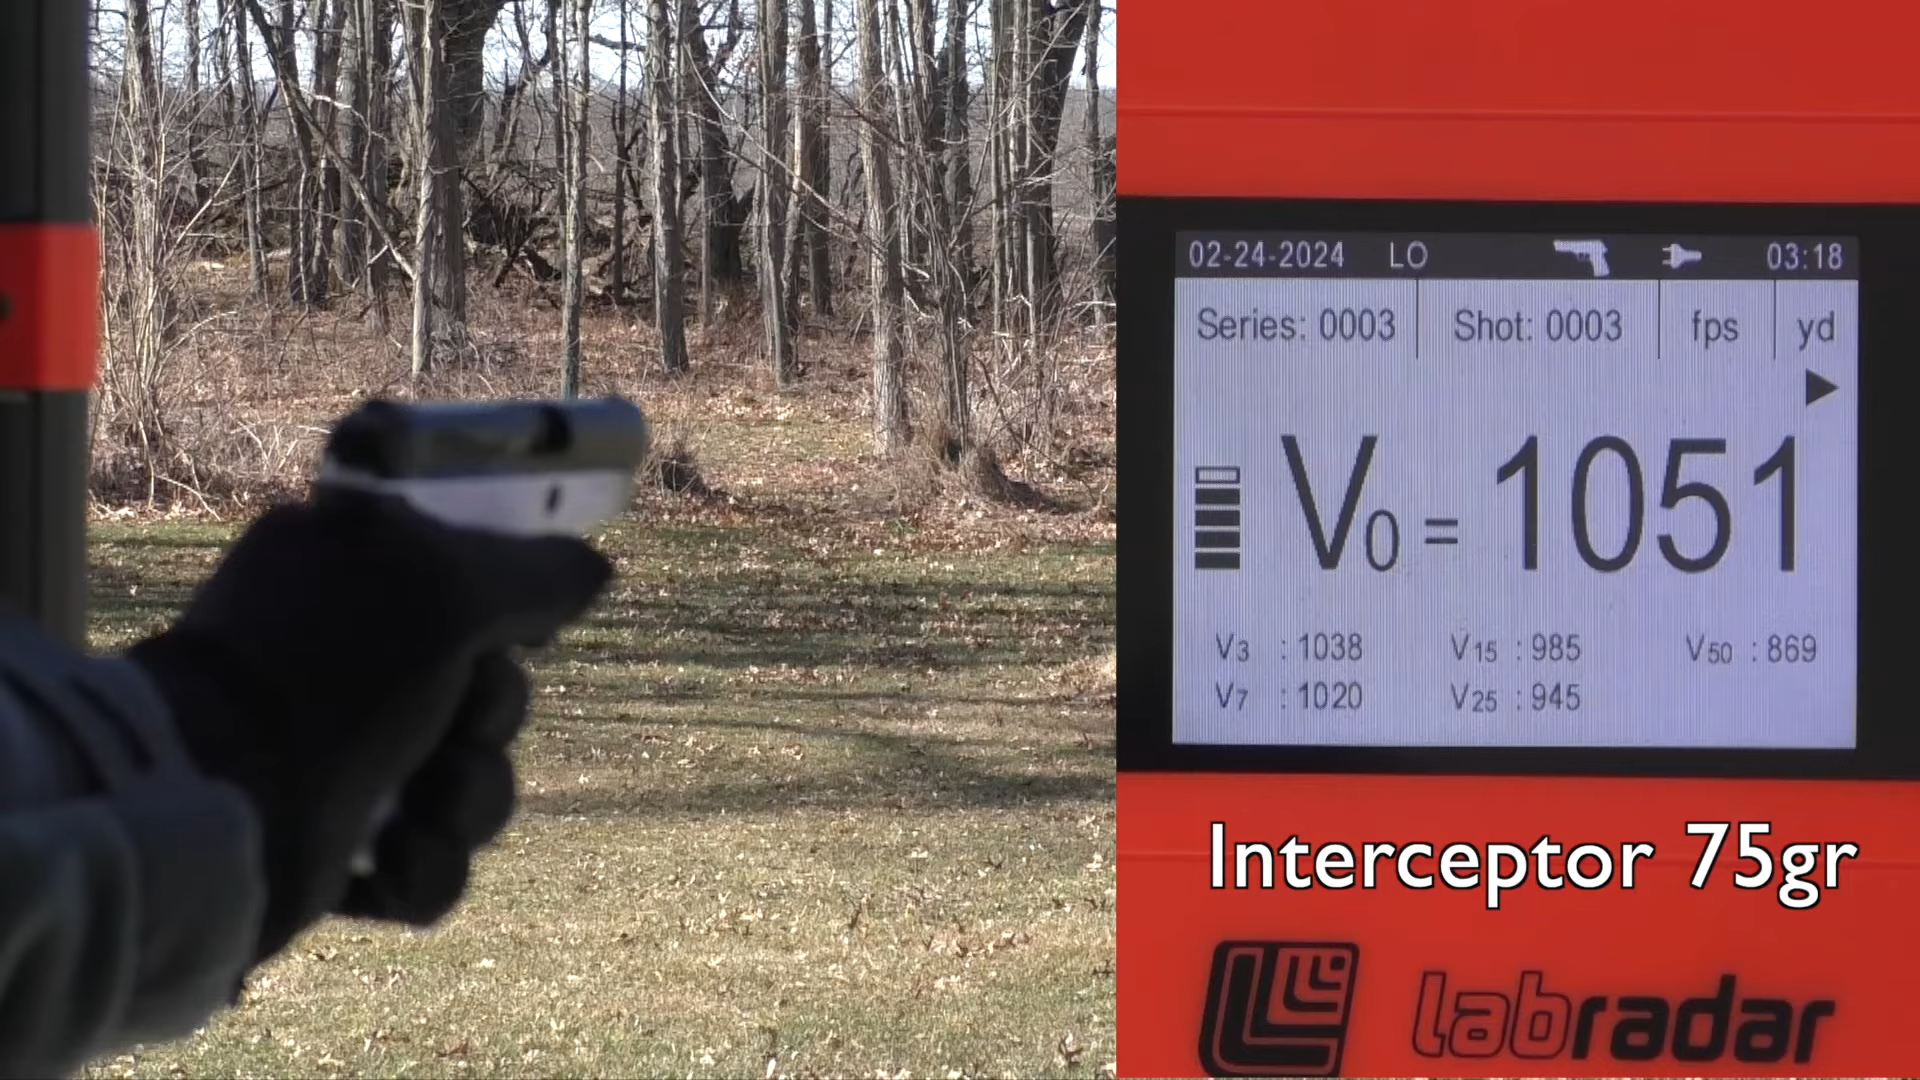 02-24-2024 LO 03:18
Series: 0003 Shot: 0003 fps yd
V0 = 1051
V3 : 1038 V15 : 985 V50 : 869
V7 : 1020 V25 : 945
Interceptor 75gr
labradar